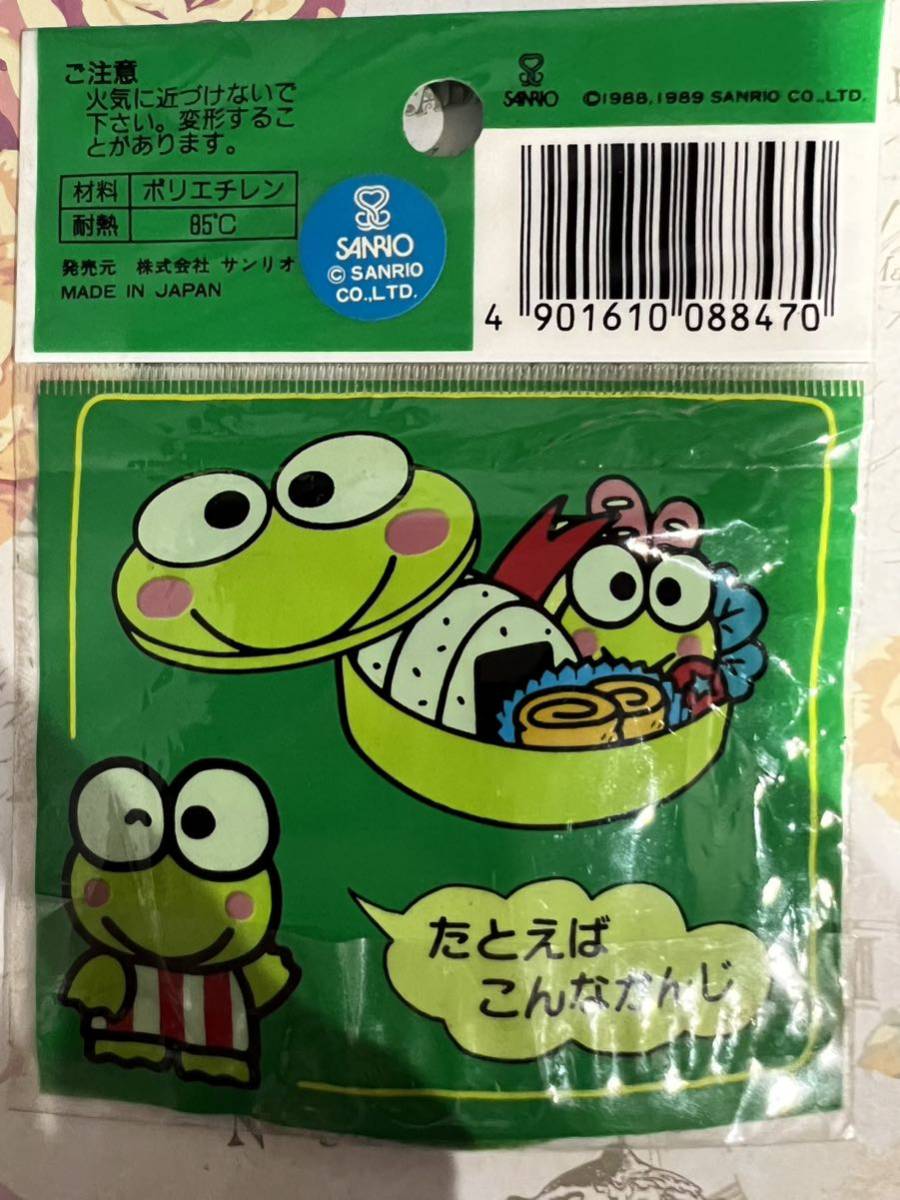 ご注意
火気に近づけないで
下さい。変形するこ
とがあります。
材料 ポリエチレン
耐熱 85℃
発売元 株式会社 サンリオ
MADE IN JAPAN
SANRIO
© SANRIO
CO.,LTD.
SANRIO ©1988,1989 SANRIO CO.,LTD.
4 901610 088470
たとえば
こんなかんじ